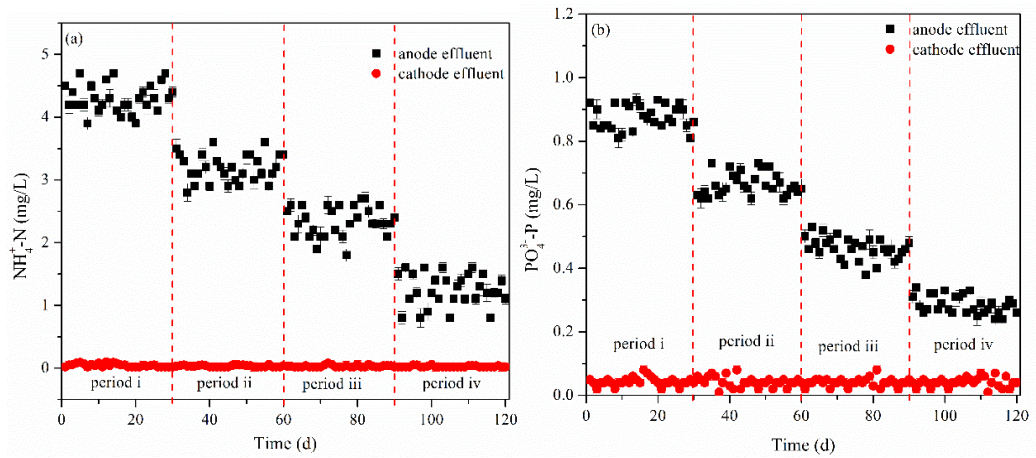 (a)
anode effluent
cathode effluent
5
4
3
2
1
0
NH₄⁺-N (mg/L)
period i
period ii
period iii
period iv
0 20 40 60 80 100 120
Time (d)
(b)
anode effluent
cathode effluent
1.0
0.8
0.6
0.4
0.2
0.0
PO₄³⁻-P (mg/L)
period i
period ii
period iii
period iv
0 20 40 60 80 100 120
Time (d)